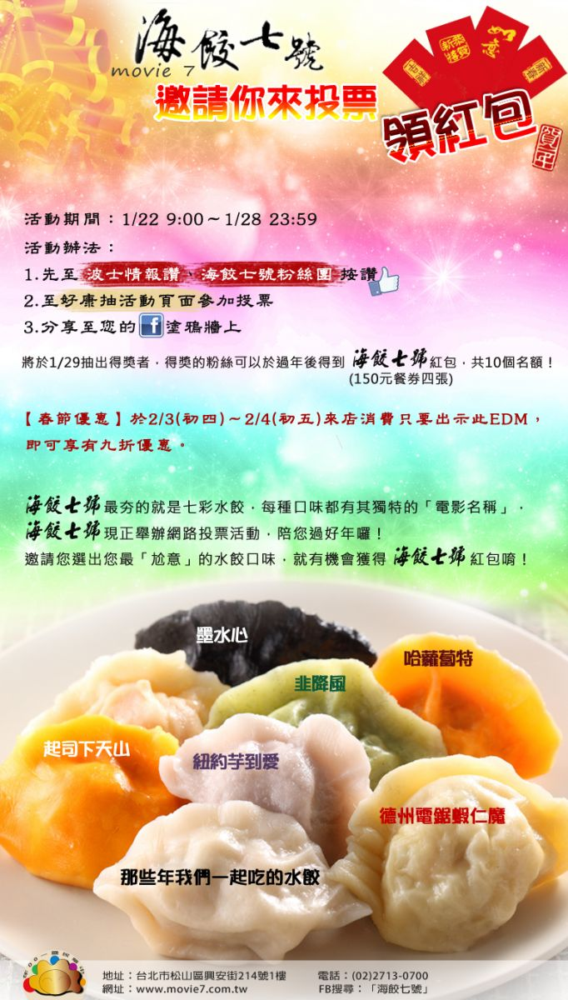 海餃七號
movie 7
邀請你來投票
領紅包
活動期間：1/22 9:00～1/28 23:59
活動辦法：
1.先至 波士情報讚、海餃七號粉絲團 按讚
2.至好康抽活動頁面參加投票
3.分享至您的 f 塗鴉牆上
將於1/29抽出得獎者，得獎的粉絲可以於過年後得到 海餃七號 紅包，共10個名額！
(150元餐券四張)
【春節優惠】於2/3(初四)～2/4(初五)來店消費只要出示此EDM，
即可享有九折優惠。
海餃七號 最夯的就是七彩水餃，每種口味都有其獨特的「電影名稱」，
海餃七號 現正舉辦網路投票活動，陪您過好年囉！
邀請您選出您最「尬意」的水餃口味，就有機會獲得 海餃七號 紅包唷！
墨水心
哈蘿蔔特
韭降風
起司下天山
紐約芋到愛
德州電鋸蝦仁魔
那些年我們一起吃的水餃
地址：台北市松山區興安街214號1樓
電話：(02)2713-0700
網址：www.movie7.com.tw
FB搜尋：「海餃七號」